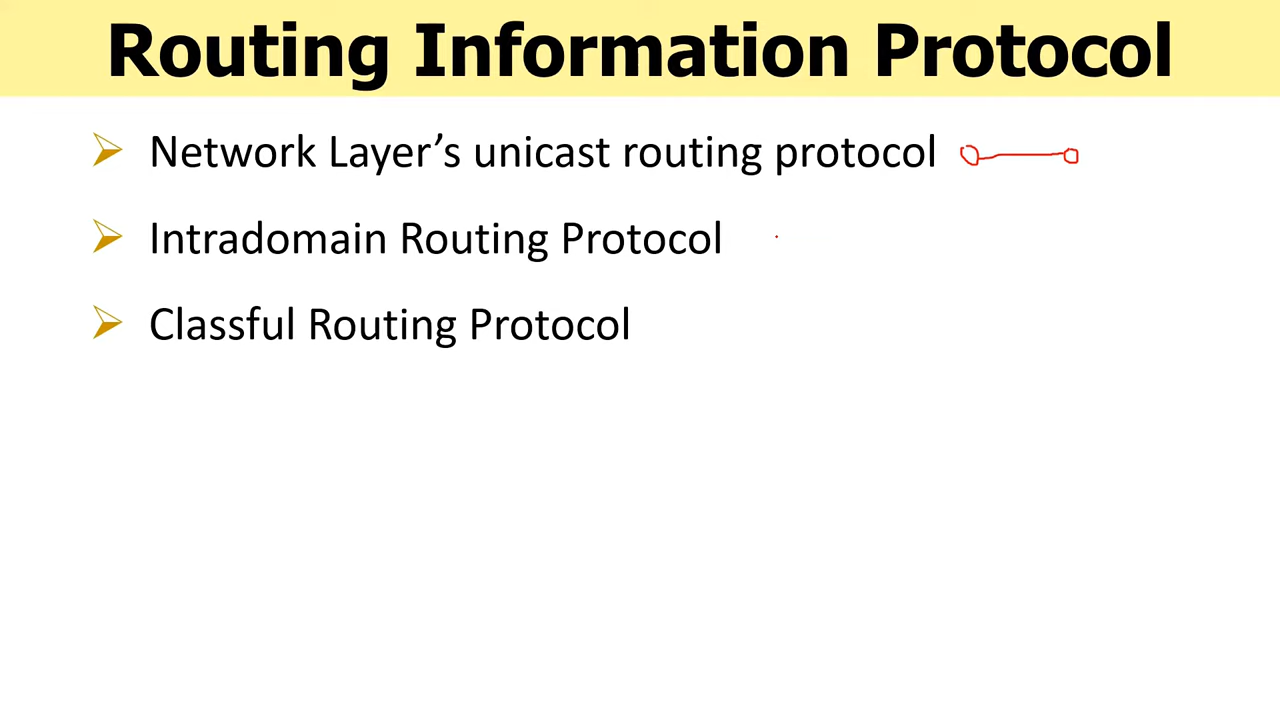 Routing Information Protocol
Network Layer’s unicast routing protocol
Intradomain Routing Protocol
Classful Routing Protocol